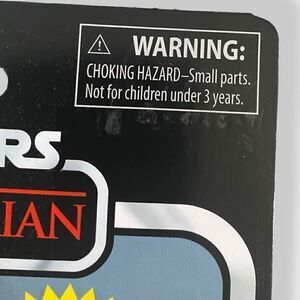 WARNING:
CHOKING HAZARD–Small parts.
Not for children under 3 years.
RS
IAN